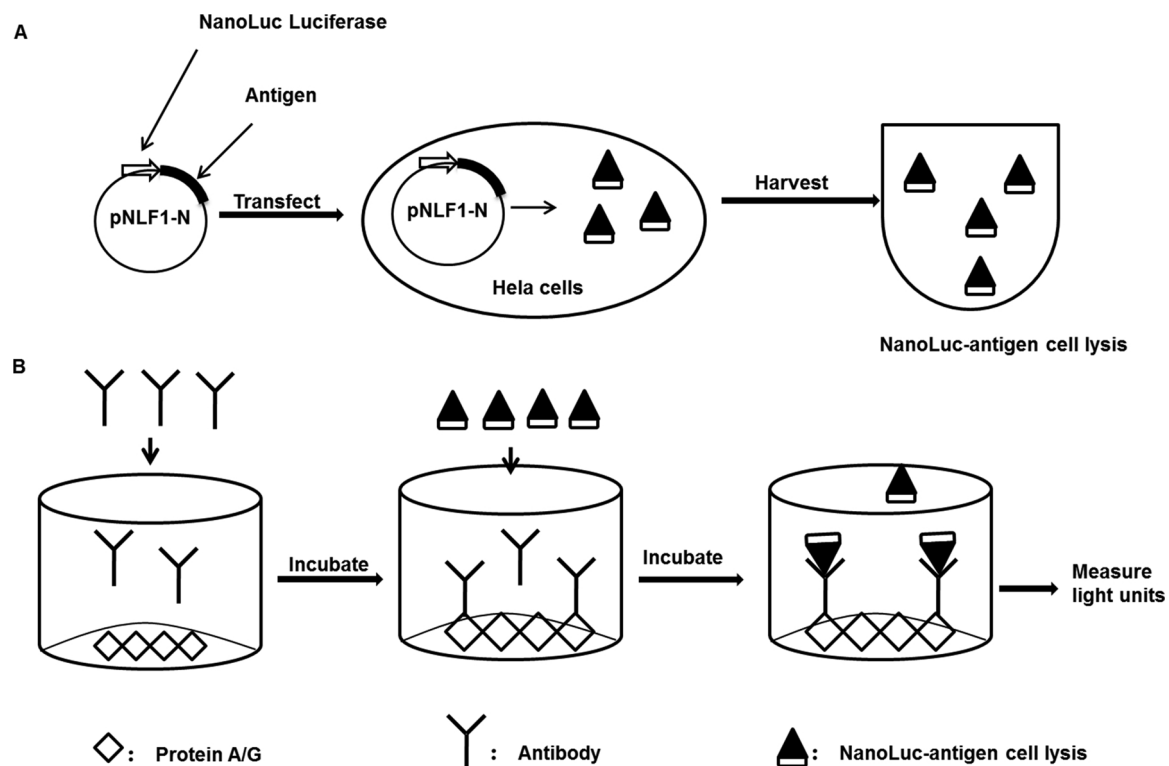 A
NanoLuc Luciferase
Antigen
pNLF1-N
Transfect
pNLF1-N
Hela cells
Harvest
NanoLuc-antigen cell lysis
B
Incubate
Incubate
Measure
light units
: Protein A/G
: Antibody
: NanoLuc-antigen cell lysis